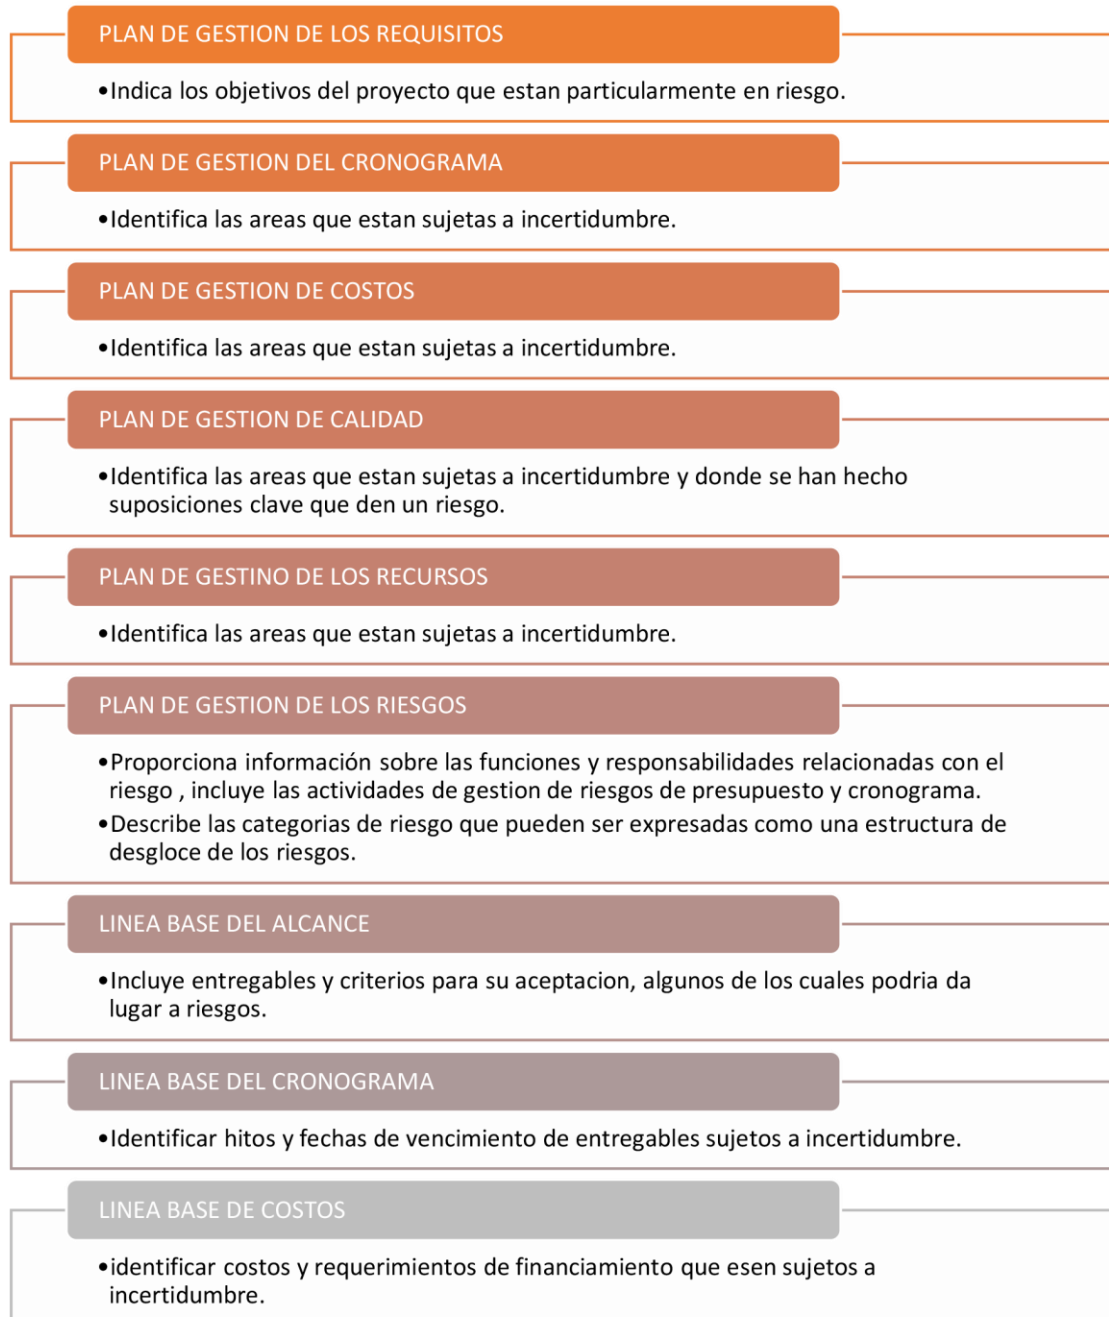 PLAN DE GESTION DE LOS REQUISITOS
•Indica los objetivos del proyecto que estan particularmente en riesgo.
PLAN DE GESTION DEL CRONOGRAMA
•Identifica las areas que estan sujetas a incertidumbre.
PLAN DE GESTION DE COSTOS
•Identifica las areas que estan sujetas a incertidumbre.
PLAN DE GESTION DE CALIDAD
•Identifica las areas que estan sujetas a incertidumbre y donde se han hecho
suposiciones clave que den un riesgo.
PLAN DE GESTINO DE LOS RECURSOS
•Identifica las areas que estan sujetas a incertidumbre.
PLAN DE GESTION DE LOS RIESGOS
•Proporciona información sobre las funciones y responsabilidades relacionadas con el
riesgo , incluye las actividades de gestion de riesgos de presupuesto y cronograma.
•Describe las categorias de riesgo que pueden ser expresadas como una estructura de
desgloce de los riesgos.
LINEA BASE DEL ALCANCE
•Incluye entregables y criterios para su aceptacion, algunos de los cuales podria da
lugar a riesgos.
LINEA BASE DEL CRONOGRAMA
•Identificar hitos y fechas de vencimiento de entregables sujetos a incertidumbre.
LINEA BASE DE COSTOS
•identificar costos y requerimientos de financiamiento que esen sujetos a
incertidumbre.